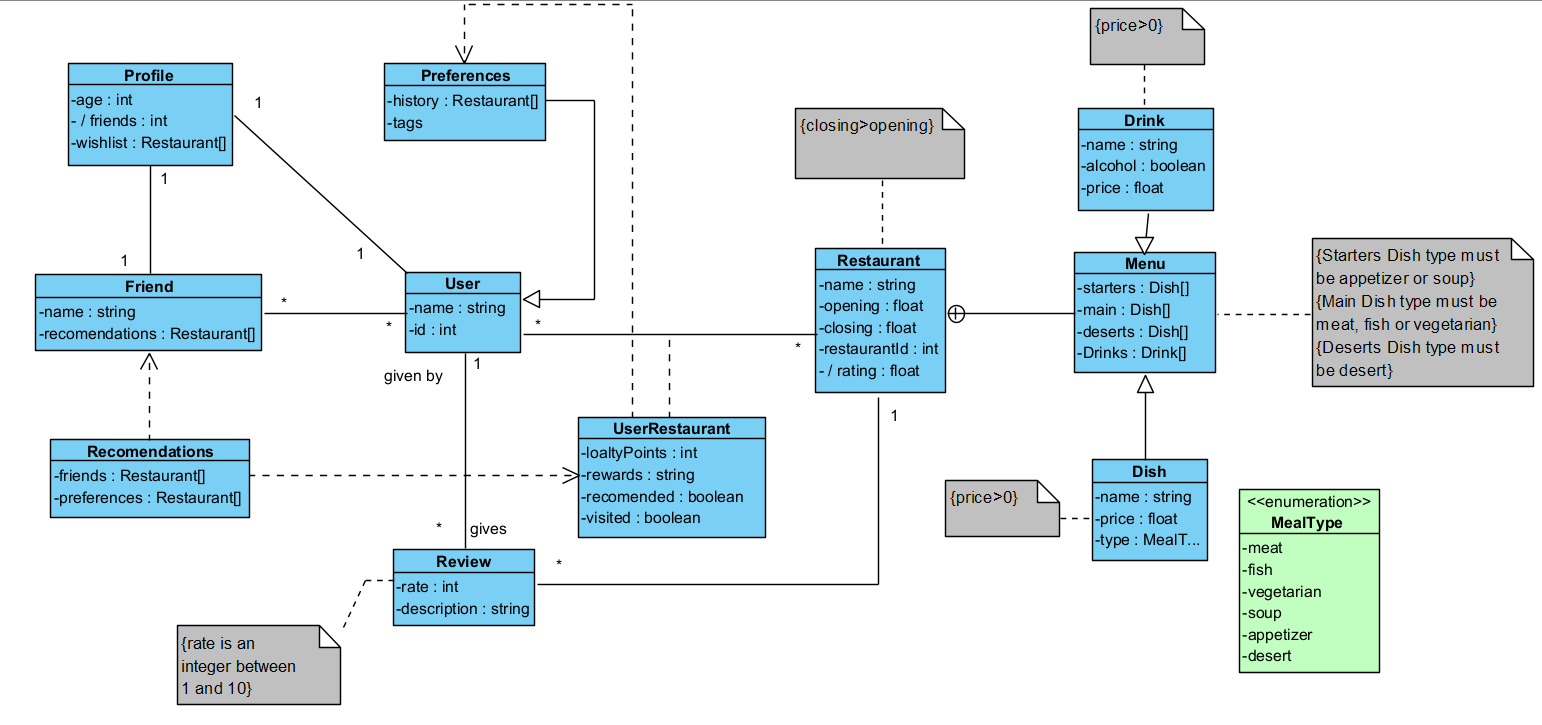 Profile
-age : int
- / friends : int
-wishlist : Restaurant[]
1
1
1
1
Preferences
-history : Restaurant[]
-tags
{closing>opening}
{price>0}
Drink
-name : string
-alcohol : boolean
-price : float
Friend
-name : string
-recomendations : Restaurant[]
*
*
User
-name : string
-id : int
*
*
1
given by
Restaurant
-name : string
-opening : float
-closing : float
-restaurantId : int
- / rating : float
1
Menu
-starters : Dish[]
-main : Dish[]
-deserts : Dish[]
-Drinks : Drink[]
{Starters Dish type must
be appetizer or soup}
{Main Dish type must be
meat, fish or vegetarian}
{Deserts Dish type must
be desert}
Recomendations
-friends : Restaurant[]
-preferences : Restaurant[]
UserRestaurant
-loaltyPoints : int
-rewards : string
-recomended : boolean
-visited : boolean
{price>0}
Dish
-name : string
-price : float
-type : MealT...
<<enumeration>>
MealType
-meat
-fish
-vegetarian
-soup
-appetizer
-desert
*
gives
*
Review
-rate : int
-description : string
{rate is an
integer between
1 and 10}